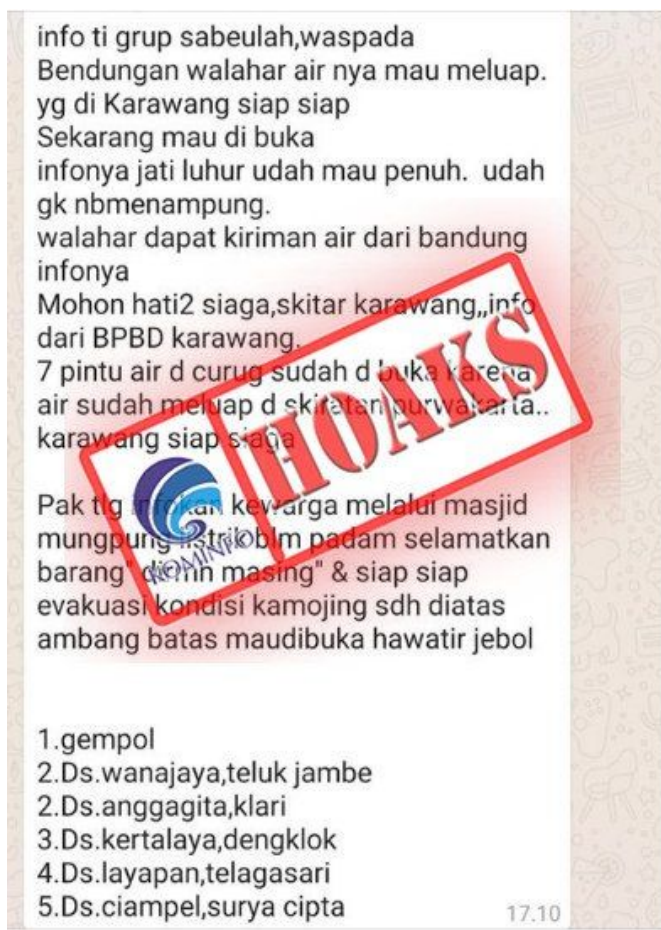 info ti grup sabeulah,waspada
Bendungan walahar air nya mau meluap.
yg di Karawang siap siap
Sekarang mau di buka
infonya jati luhur udah mau penuh. udah
gk nbmenampung.
walahar dapat kiriman air dari bandung
infonya
Mohon hati2 siaga,skitar karawang,,info
dari BPBD karawang.
7 pintu air d curug sudah d buka karena
air sudah meluap d skiratan purwakarta..
karawang siap siaga
HOAKS
KOMINFO
Pak tlg infokan kewarga melalui masjid
mungpung listrik blm padam selamatkan
barang" masing" & siap siap
evakuasi kondisi kamojing sdh diatas
ambang batas maudibuka hawatir jebol
1.gempol
2.Ds.wanajaya,teluk jambe
2.Ds.anggagita,klari
3.Ds.kertalaya,dengklok
4.Ds.layapan,telagasari
5.Ds.ciampel,surya cipta
17.10